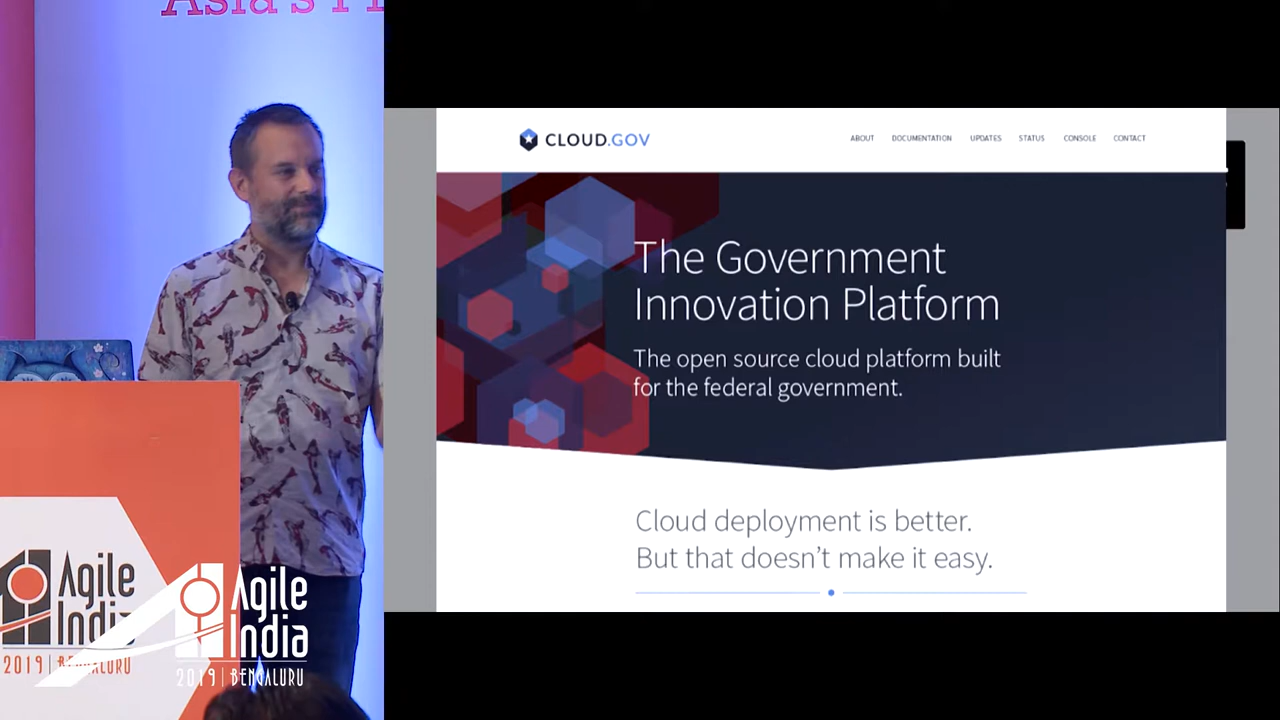 Asia's
CLOUD.GOV
ABOUT DOCUMENTATION UPDATES STATUS CONSOLE CONTACT
The Government
Innovation Platform
The open source cloud platform built
for the federal government.
Cloud deployment is better.
But that doesn't make it easy.
Agile
India
2019 | BENGALURU
Agile
India
2019 | BENGALURU